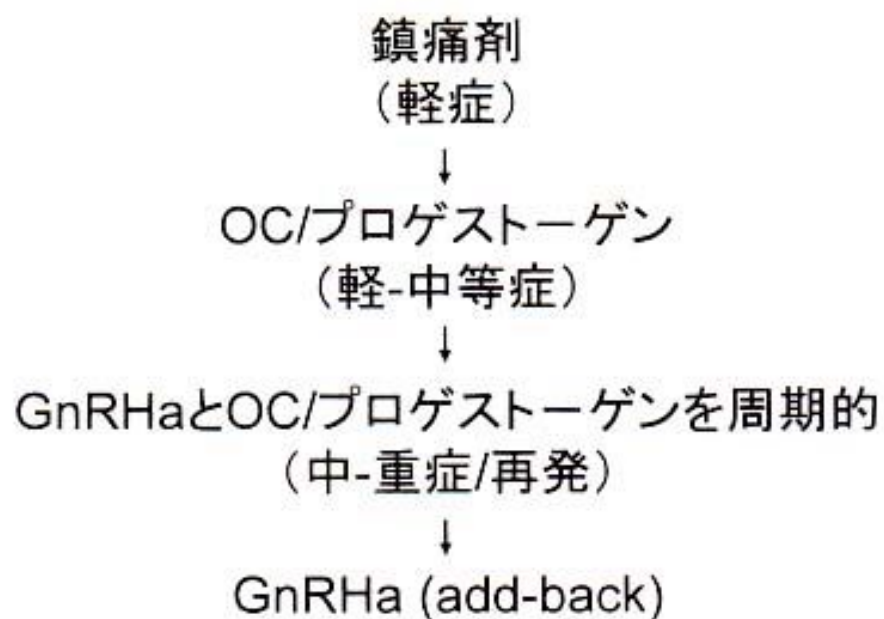 鎮痛剤
（軽症）
↓
OC/プロゲストーゲン
（軽-中等症）
↓
GnRHaとOC/プロゲストーゲンを周期的
（中-重症/再発）
↓
GnRHa (add-back)